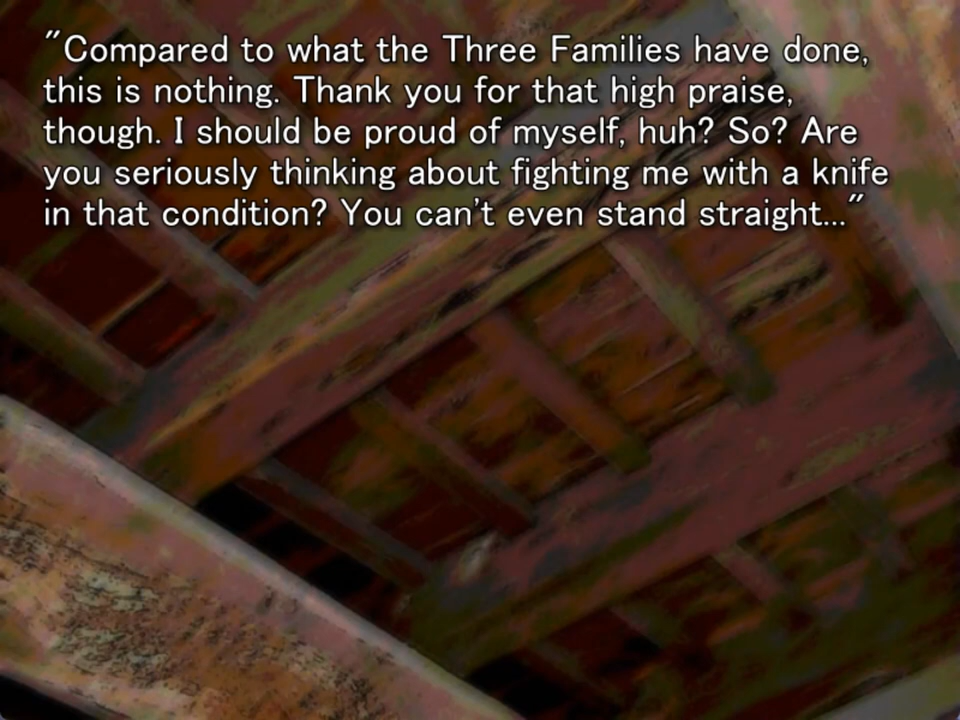 "Compared to what the Three Families have done,
this is nothing. Thank you for that high praise,
though. I should be proud of myself, huh? So? Are
you seriously thinking about fighting me with a knife
in that condition? You can't even stand straight..."